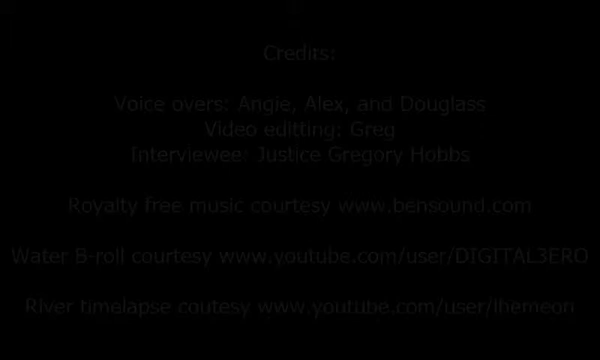 Credits:
Voice overs: Angie, Alex, and Douglass
Video editting: Greg
Interviewee: Justice Gregory Hobbs
Royalty free music courtesy www.bensound.com
Water B-roll courtesy www.youtube.com/user/DIGITAL3ERO
River timelapse coutesy www.youtube.com/user/lhemeon